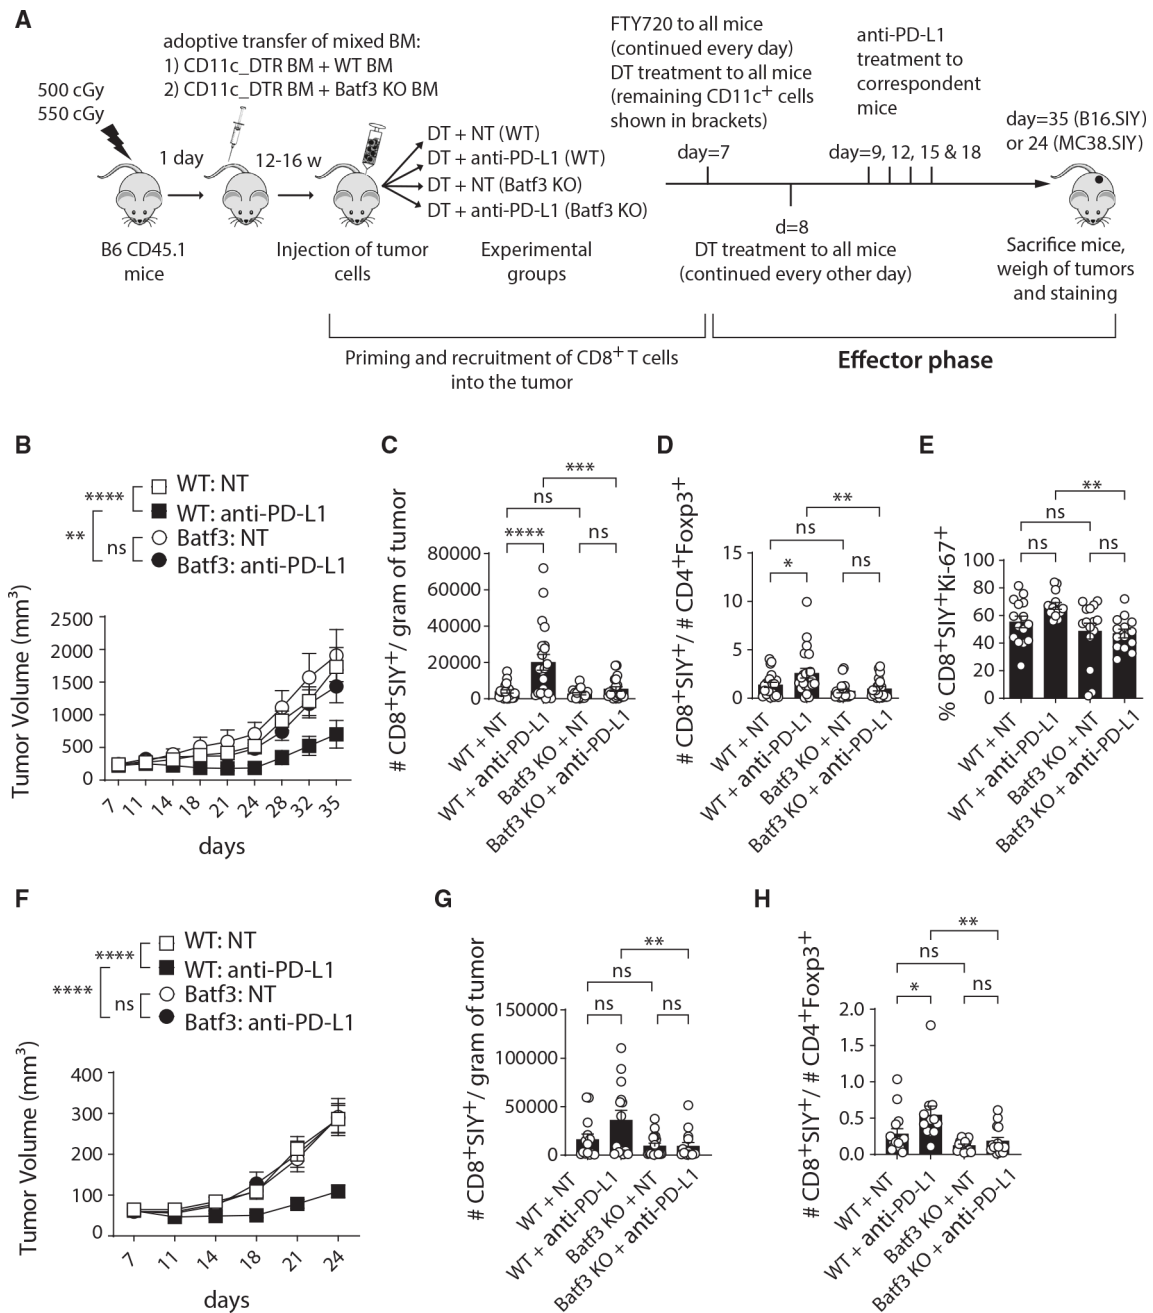 A
adoptive transfer of mixed BM:
1) CD11c_DTR BM + WT BM
2) CD11c_DTR BM + Batf3 KO BM
500 cGy
550 cGy
1 day
12-16 w
DT + NT (WT)
DT + anti-PD-L1 (WT)
DT + NT (Batf3 KO)
DT + anti-PD-L1 (Batf3 KO)
B6 CD45.1
mice
Injection of tumor
cells
Experimental
groups
FTY720 to all mice
(continued every day)
DT treatment to all mice
(remaining CD11c⁺ cells
shown in brackets)
day=7
anti-PD-L1
treatment to
correspondent
mice
day=9, 12, 15 & 18
day=35 (B16.SIY)
or 24 (MC38.SIY)
d=8
DT treatment to all mice
(continued every other day)
Sacrifice mice,
weigh of tumors
and staining
Priming and recruitment of CD8⁺ T cells
into the tumor
Effector phase
B
**** WT: NT
WT: anti-PD-L1
** ns Batf3: NT
Batf3: anti-PD-L1
Tumor Volume (mm³)
2500
2000
1500
1000
500
0
7 11 14 18 21 24 28 32 35
days
C
***
ns
**** ns
# CD8⁺SIY⁺/ gram of tumor
80000
60000
40000
20000
0
WT + NT
WT + anti-PD-L1
Batf3 KO + NT
Batf3 KO + anti-PD-L1
D
**
ns
* ns
# CD8⁺SIY⁺/ # CD4⁺Foxp3⁺
15
10
5
0
WT + NT
WT + anti-PD-L1
Batf3 KO + NT
Batf3 KO + anti-PD-L1
E
**
ns
ns ns
% CD8⁺SIY⁺Ki-67⁺
100
80
60
40
20
0
WT + NT
WT + anti-PD-L1
Batf3 KO + NT
Batf3 KO + anti-PD-L1
F
**** WT: NT
WT: anti-PD-L1
**** ns Batf3: NT
Batf3: anti-PD-L1
Tumor Volume (mm³)
400
300
200
100
0
7 11 14 18 21 24
days
G
**
ns
ns ns
# CD8⁺SIY⁺/ gram of tumor
150000
100000
50000
0
WT + NT
WT + anti-PD-L1
Batf3 KO + NT
Batf3 KO + anti-PD-L1
H
**
ns
* ns
# CD8⁺SIY⁺/ # CD4⁺Foxp3⁺
2.0
1.5
1.0
0.5
0.0
WT + NT
WT + anti-PD-L1
Batf3 KO + NT
Batf3 KO + anti-PD-L1